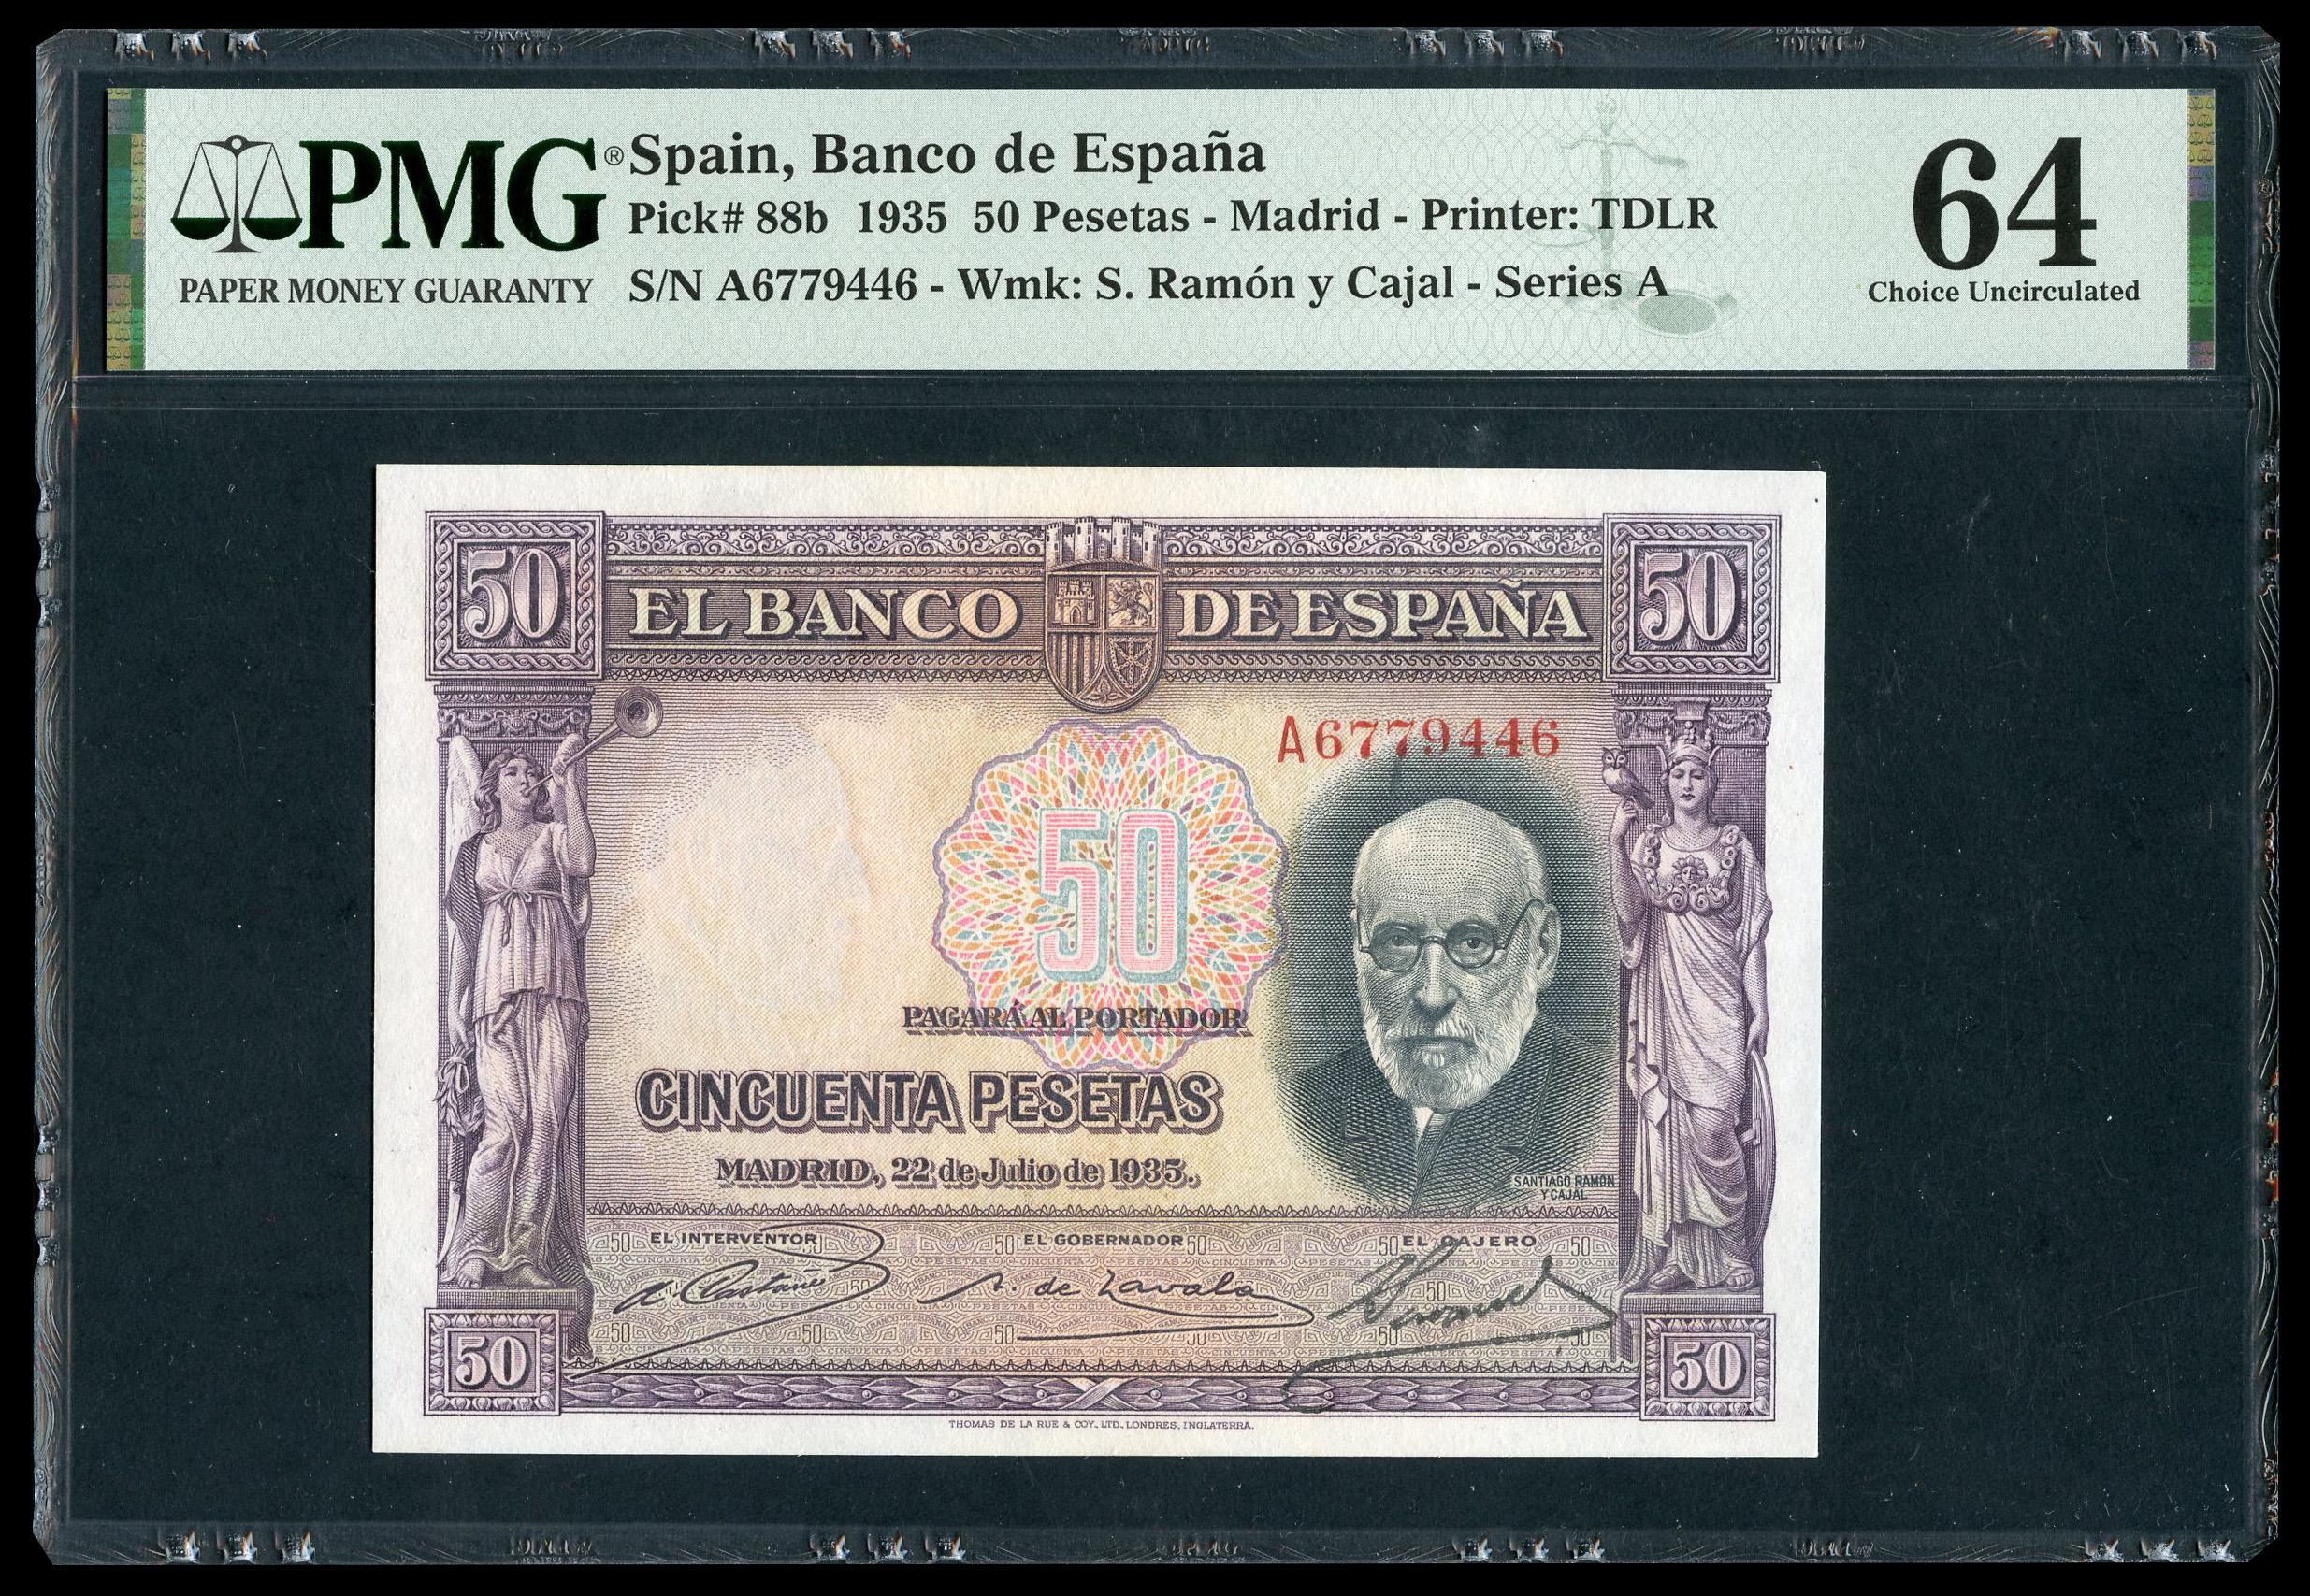 PMG®
PAPER MONEY GUARANTY
Spain, Banco de España
Pick# 88b 1935 50 Pesetas - Madrid - Printer: TDLR
S/N A6779446 - Wmk: S. Ramón y Cajal - Series A
64
Choice Uncirculated
50
EL BANCO DE ESPAÑA
50
A6779446
50
PAGARÁ AL PORTADOR
CINCUENTA PESETAS
MADRID, 22 de Julio de 1935.
SANTIAGO RAMON
Y CAJAL
EL INTERVENTOR
EL GOBERNADOR
EL CAJERO
A. de Zavala
50
50
THOMAS DE LA RUE & COY. LTD. LONDRES, INGLATERRA.